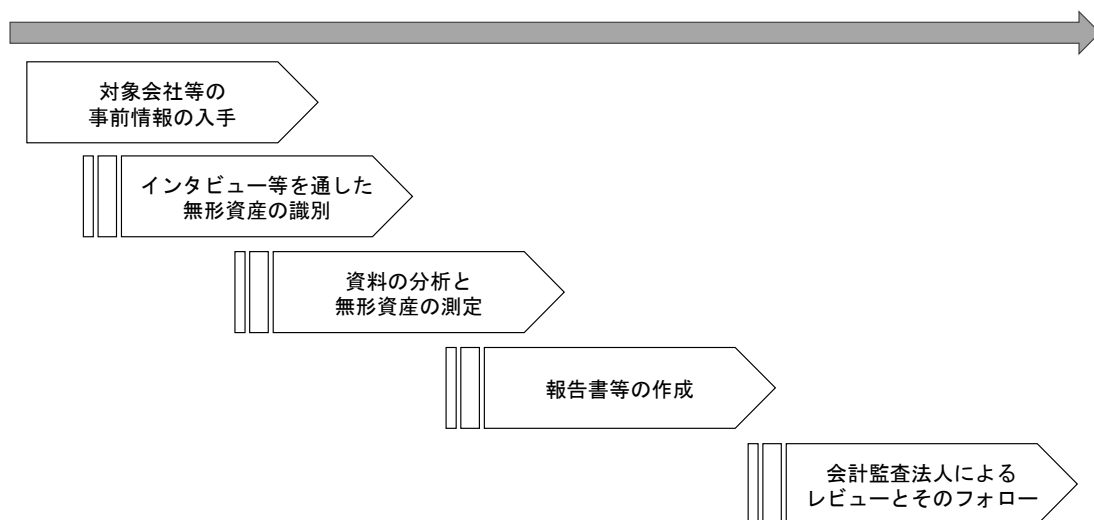 対象会社等の
事前情報の入手
インタビュー等を通した
無形資産の識別
資料の分析と
無形資産の測定
報告書等の作成
会計監査法人による
レビューとそのフォロー